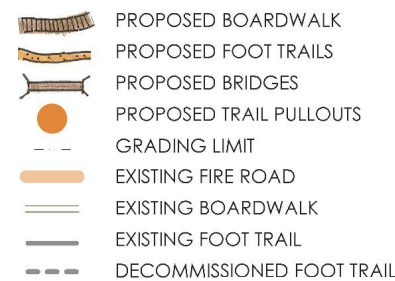 PROPOSED BOARDWALK
PROPOSED FOOT TRAILS
PROPOSED BRIDGES
PROPOSED TRAIL PULLOUTS
GRADING LIMIT
EXISTING FIRE ROAD
EXISTING BOARDWALK
EXISTING FOOT TRAIL
DECOMMISSIONED FOOT TRAIL